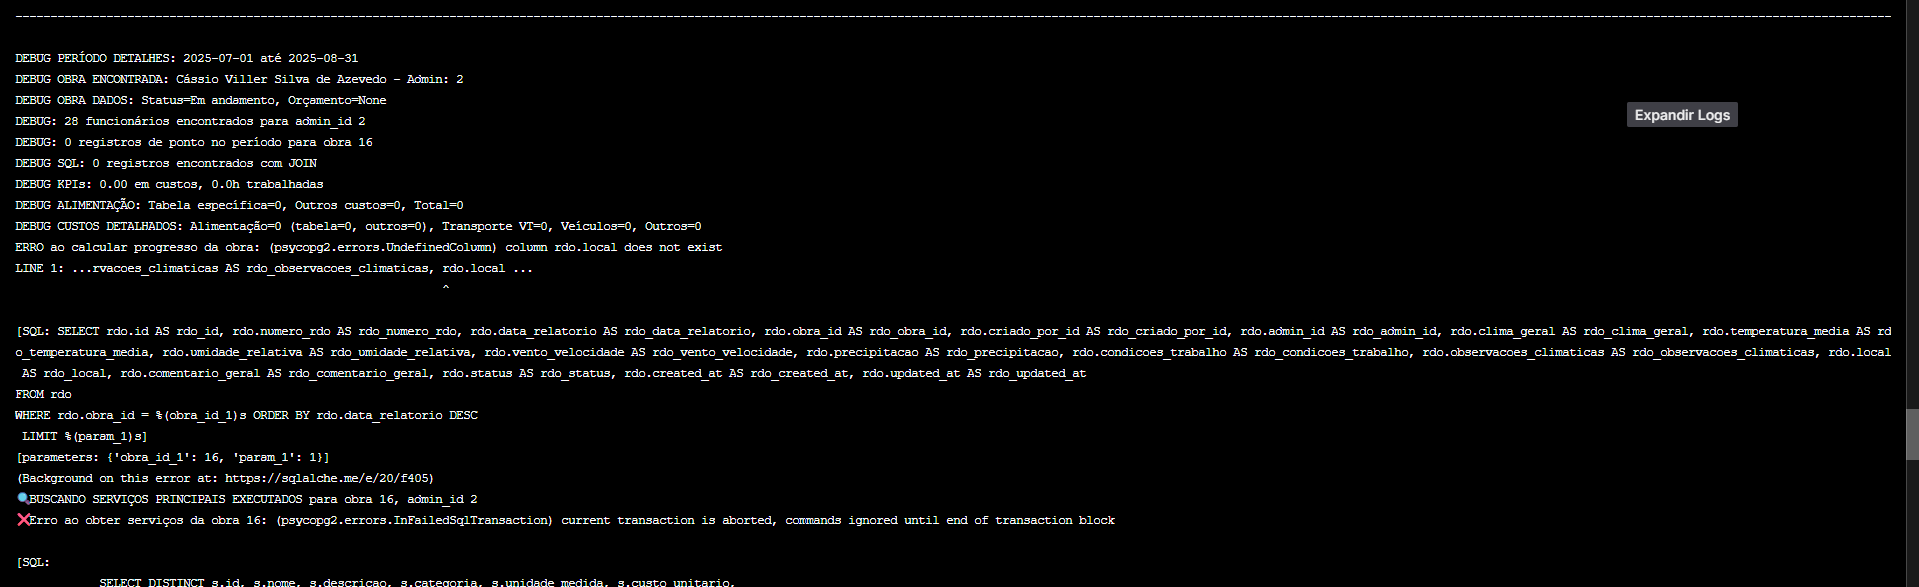 DEBUG PERÍODO DETALHES: 2025-07-01 até 2025-08-31
DEBUG OBRA ENCONTRADA: Cássio Viller Silva de Azevedo - Admin: 2
DEBUG OBRA DADOS: Status=Em andamento, Orçamento=None
Expandir Logs
DEBUG: 28 funcionários encontrados para admin_id 2
DEBUG: 0 registros de ponto no período para obra 16
DEBUG SQL: 0 registros encontrados com JOIN
DEBUG KPIs: 0.00 em custos, 0.0h trabalhadas
DEBUG ALIMENTAÇÃO: Tabela específica=0, Outros custos=0, Total=0
DEBUG CUSTOS DETALHADOS: Alimentação=0 (tabela=0, outros=0), Transporte VT=0, Veículos=0, Outros=0
ERRO ao calcular progresso da obra: (psycopg2.errors.UndefinedColumn) column rdo.local does not exist
LINE 1: ...rvacoes_climaticas AS rdo_observacoes_climaticas, rdo.local ...
^
[SQL: SELECT rdo.id AS rdo_id, rdo.numero_rdo AS rdo_numero_rdo, rdo.data_relatorio AS rdo_data_relatorio, rdo.obra_id AS rdo_obra_id, rdo.criado_por_id AS rdo_criado_por_id, rdo.admin_id AS rdo_admin_id, rdo.clima_geral AS rdo_clima_geral, rdo.temperatura_media AS rd
o_temperatura_media, rdo.umidade_relativa AS rdo_umidade_relativa, rdo.vento_velocidade AS rdo_vento_velocidade, rdo.precipitacao AS rdo_precipitacao, rdo.condicoes_trabalho AS rdo_condicoes_trabalho, rdo.observacoes_climaticas AS rdo_observacoes_climaticas, rdo.local
AS rdo_local, rdo.comentario_geral AS rdo_comentario_geral, rdo.status AS rdo_status, rdo.created_at AS rdo_created_at, rdo.updated_at AS rdo_updated_at
FROM rdo
WHERE rdo.obra_id = %(obra_id_1)s ORDER BY rdo.data_relatorio DESC
LIMIT %(param_1)s]
[parameters: {'obra_id_1': 16, 'param_1': 1}]
(Background on this error at: https://sqlalche.me/e/20/f405)
🔍BUSCANDO SERVIÇOS PRINCIPAIS EXECUTADOS para obra 16, admin_id 2
❌Erro ao obter serviços da obra 16: (psycopg2.errors.InFailedSqlTransaction) current transaction is aborted, commands ignored until end of transaction block
[SQL:
SELECT DISTINCT s.id, s.nome, s.descricao, s.categoria, s.unidade_medida, s.custo_unitario,